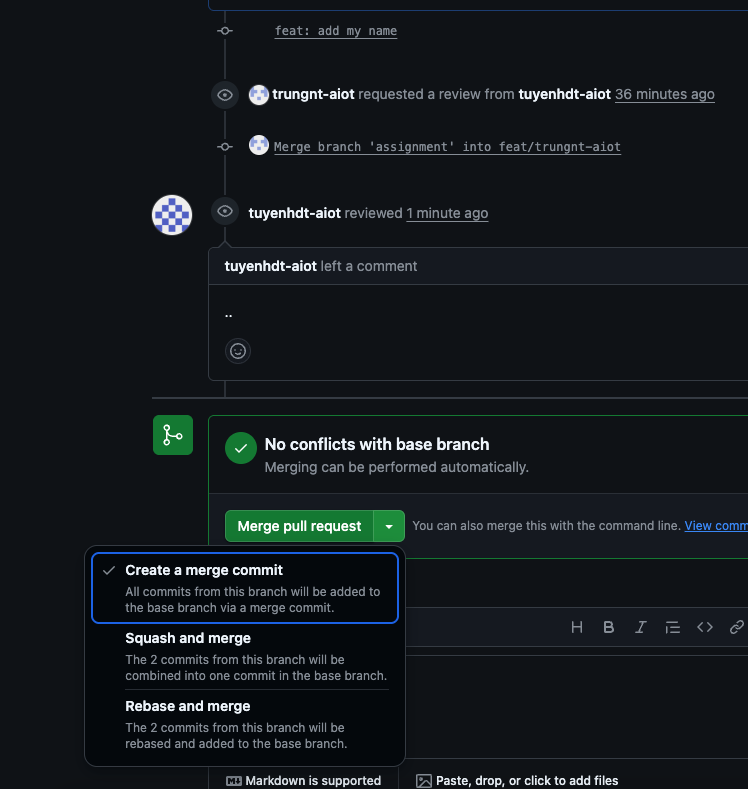 feat: add my name
trungnt-aiot requested a review from tuyenhdt-aiot 36 minutes ago
Merge branch 'assignment' into feat/trungnt-aiot
tuyenhdt-aiot reviewed 1 minute ago
tuyenhdt-aiot left a comment
..
No conflicts with base branch
Merging can be performed automatically.
Merge pull request
You can also merge this with the command line. View comm
Create a merge commit
All commits from this branch will be added to
the base branch via a merge commit.
Squash and merge
The 2 commits from this branch will be
combined into one commit in the base branch.
Rebase and merge
The 2 commits from this branch will be
rebased and added to the base branch.
H B I
Markdown is supported
Paste, drop, or click to add files